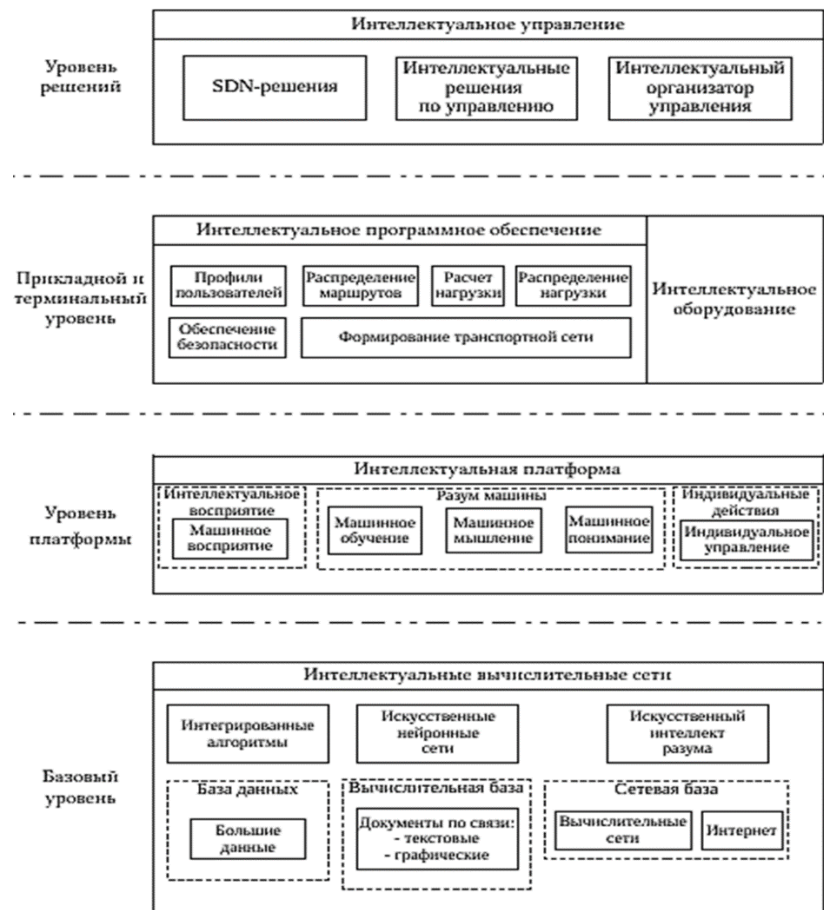 Интеллектуальное управление
Уровень
решений
SDN-решения
Интеллектуальные
решения
по управлению
Интеллектуальный
организатор
управления
Интеллектуальное программное обеспечение
Прикладной и
терминальный
уровень
Профили
пользователей
Распределение
маршрутов
Расчет
нагрузки
Распределение
нагрузки
Обеспечение
безопасности
Формирование транспортной сети
Интеллектуальное
оборудование
Интеллектуальная платформа
Уровень
платформы
Интеллектуальное
восприятие
Машинное
восприятие
Разум машины
Машинное
обучение
Машинное
мышление
Машинное
понимание
Индивидуальные
действия
Индивидуальное
управление
Интеллектуальные вычислительные сети
Базовый
уровень
Интегрированные
алгоритмы
Искусственные
нейронные
сети
Искусственный
интеллект
разума
База данных
Большие
данные
Вычислительная база
Документы по связи:
- текстовые
- графические
Сетевая база
Вычислительные
сети
Интернет